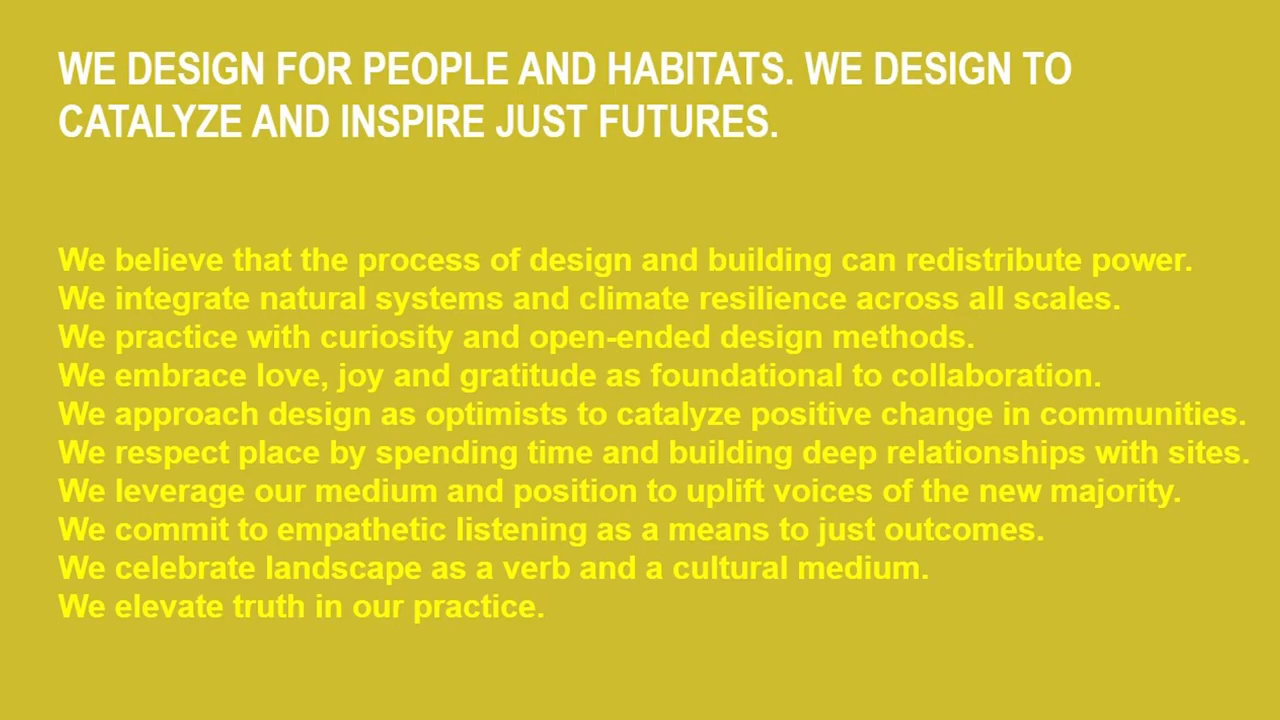 WE DESIGN FOR PEOPLE AND HABITATS. WE DESIGN TO
CATALYZE AND INSPIRE JUST FUTURES.
We believe that the process of design and building can redistribute power.
We integrate natural systems and climate resilience across all scales.
We practice with curiosity and open-ended design methods.
We embrace love, joy and gratitude as foundational to collaboration.
We approach design as optimists to catalyze positive change in communities.
We respect place by spending time and building deep relationships with sites.
We leverage our medium and position to uplift voices of the new majority.
We commit to empathetic listening as a means to just outcomes.
We celebrate landscape as a verb and a cultural medium.
We elevate truth in our practice.